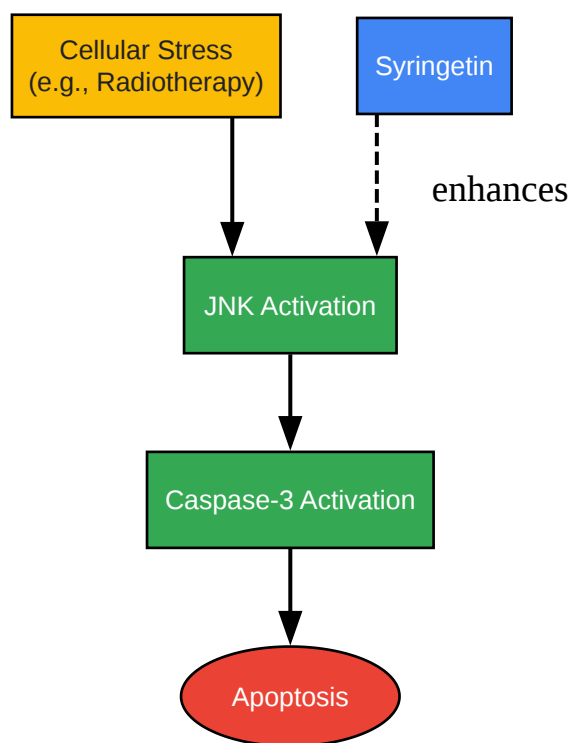 Cellular Stress
(e.g., Radiotherapy)
Syringetin
enhances
JNK Activation
Caspase-3 Activation
Apoptosis